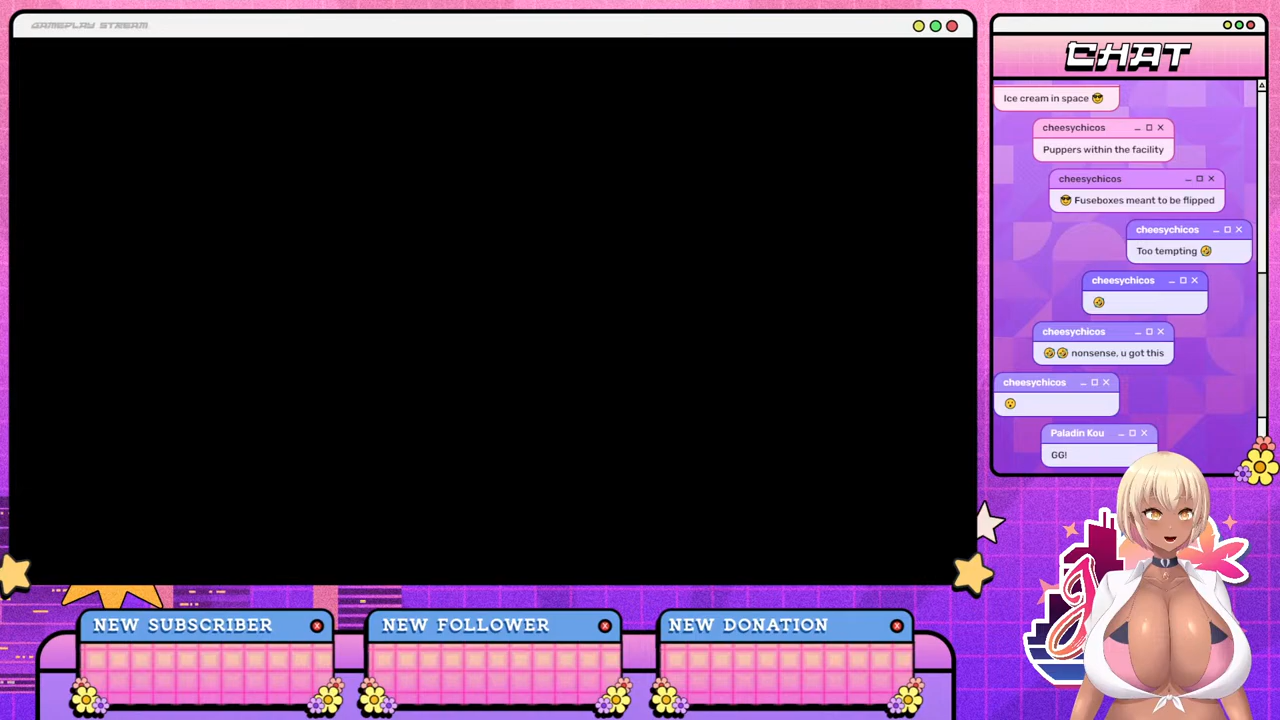 GAMEPLAY STREAM
CHAT
Ice cream in space 😎
cheesychicos
Puppers within the facility
cheesychicos
😎 Fuseboxes meant to be flipped
cheesychicos
Too tempting 🤣
cheesychicos
🤣
cheesychicos
🤣🤣 nonsense, u got this
cheesychicos
😯
Paladin Kou
GG!
NEW SUBSCRIBER
NEW FOLLOWER
NEW DONATION